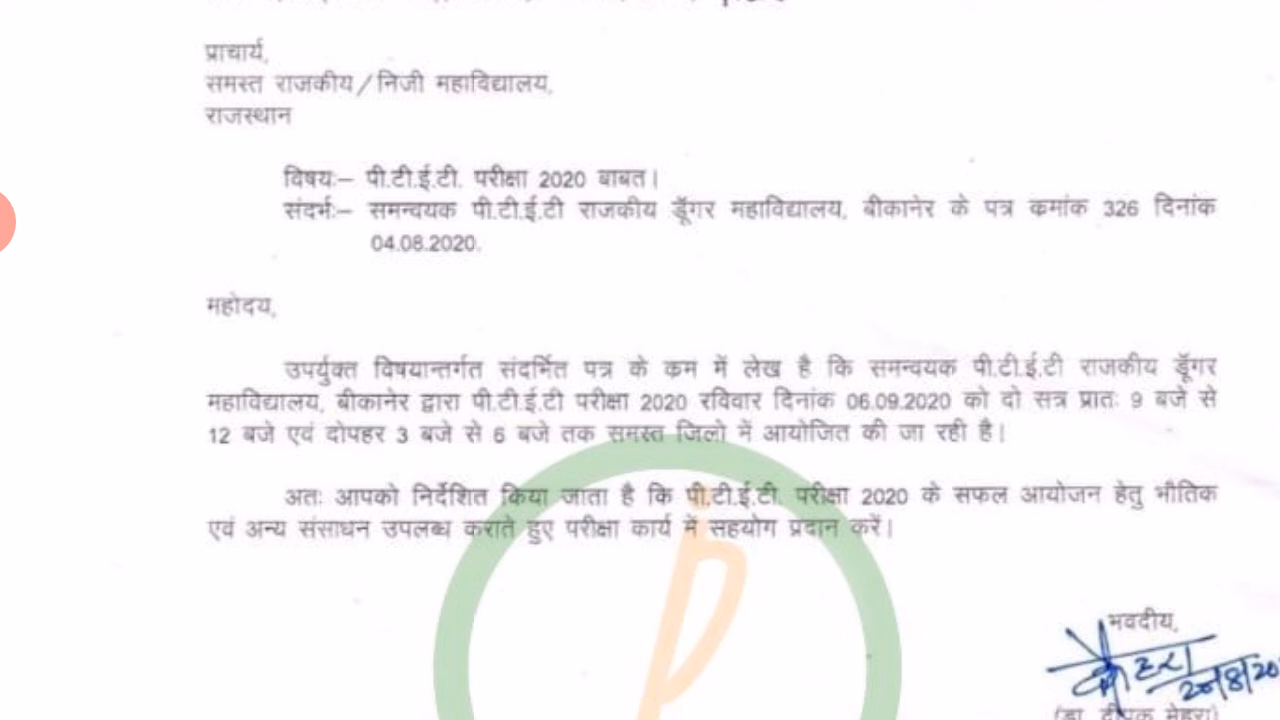 प्राचार्य,
समस्त राजकीय/निजी महाविद्यालय,
राजस्थान
विषयः– पी.टी.ई.टी. परीक्षा 2020 बाबत।
संदर्भः– समन्वयक पी.टी.ई.टी राजकीय डूँगर महाविद्यालय, बीकानेर के पत्र कमांक 326 दिनांक
04.08.2020.
महोदय,
उपर्युक्त विषयान्तर्गत संदर्भित पत्र के कम में लेख है कि समन्वयक पी.टी.ई.टी राजकीय डूँगर
महाविद्यालय, बीकानेर द्वारा पी.टी.ई.टी परीक्षा 2020 रविवार दिनांक 06.09.2020 को दो सत्र प्रातः 9 बजे से
12 बजे एवं दोपहर 3 बजे से 6 बजे तक समस्त जिलो में आयोजित की जा रही है।
अतः आपको निर्देशित किया जाता है कि पी.टी.ई.टी. परीक्षा 2020 के सफल आयोजन हेतु भौतिक
एवं अन्य संसाधन उपलब्ध कराते हुए परीक्षा कार्य में सहयोग प्रदान करें।
भवदीय,
20/8/20